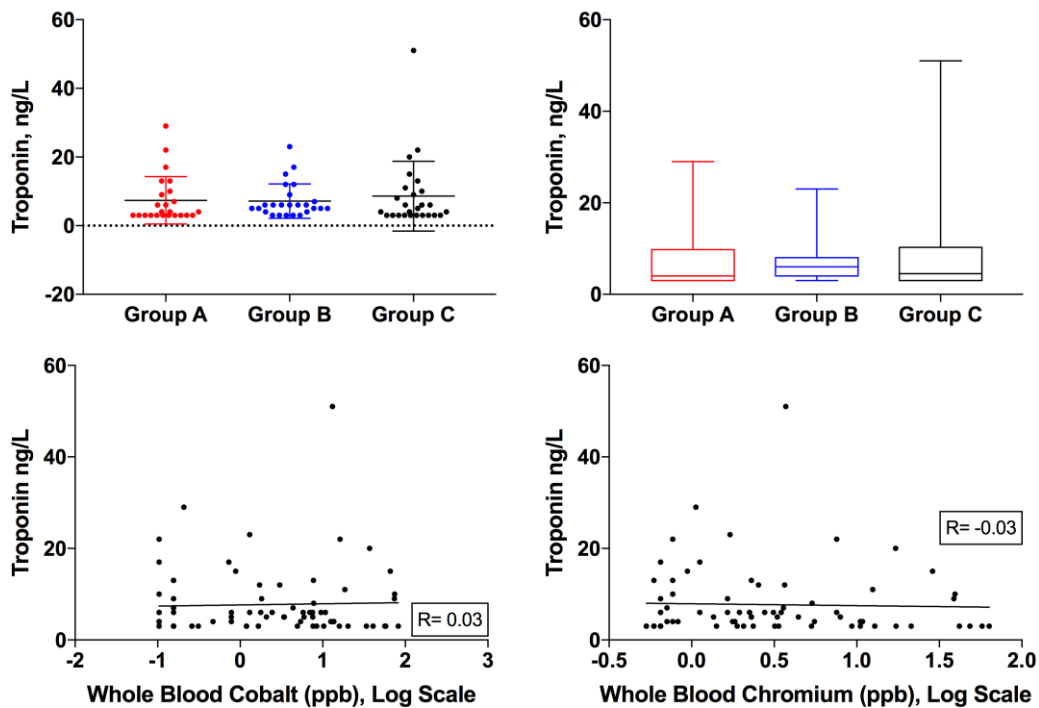 60
40
20
0
-20
Troponin, ng/L
Group A Group B Group C
60
40
20
0
Troponin, ng/L
Group A Group B Group C
60
40
20
0
Troponin ng/L
R= 0.03
-2 -1 0 1 2 3
Whole Blood Cobalt (ppb), Log Scale
60
40
20
0
Troponin ng/L
R= -0.03
-0.5 0.0 0.5 1.0 1.5 2.0
Whole Blood Chromium (ppb), Log Scale